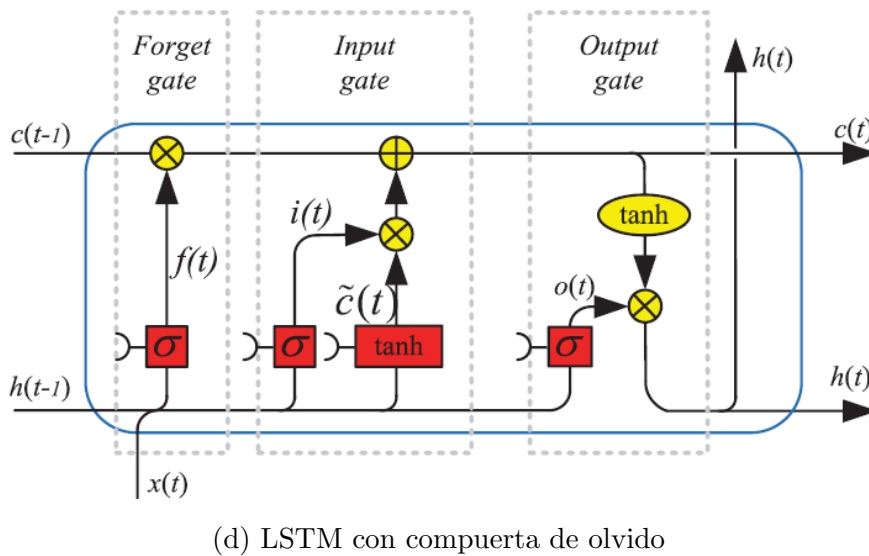 Forget
gate
Input
gate
Output
gate
h(t)
c(t-1)
c(t)
i(t)
tanh
f(t)
c̃(t)
o(t)
σ
σ
tanh
σ
h(t-1)
h(t)
x(t)
(d) LSTM con compuerta de olvido